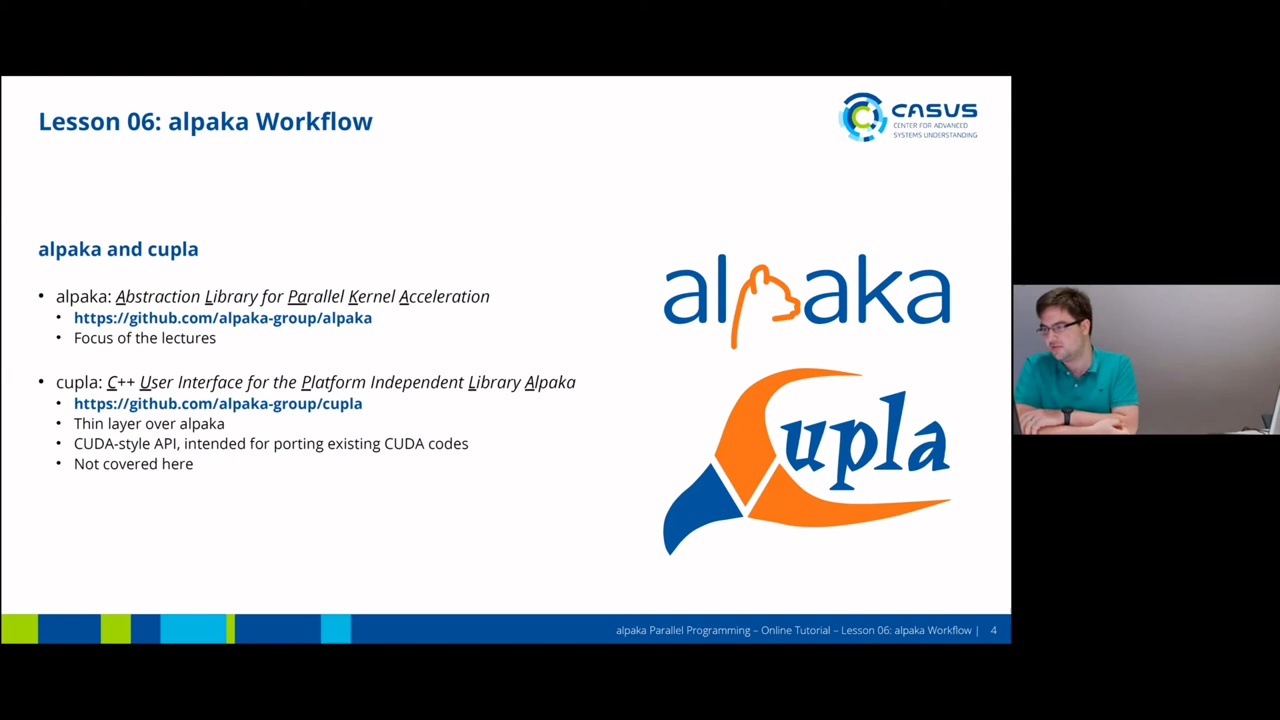 Lesson 06: alpaka Workflow
CASUS
CENTER FOR ADVANCED
SYSTEMS UNDERSTANDING
alpaka and cupla
• alpaka: Abstraction Library for Parallel Kernel Acceleration
• https://github.com/alpaka-group/alpaka
• Focus of the lectures
• cupla: C++ User Interface for the Platform Independent Library Alpaka
• https://github.com/alpaka-group/cupla
• Thin layer over alpaka
• CUDA-style API, intended for porting existing CUDA codes
• Not covered here
alpaka
Cupla
alpaka Parallel Programming – Online Tutorial – Lesson 06: alpaka Workflow | 4